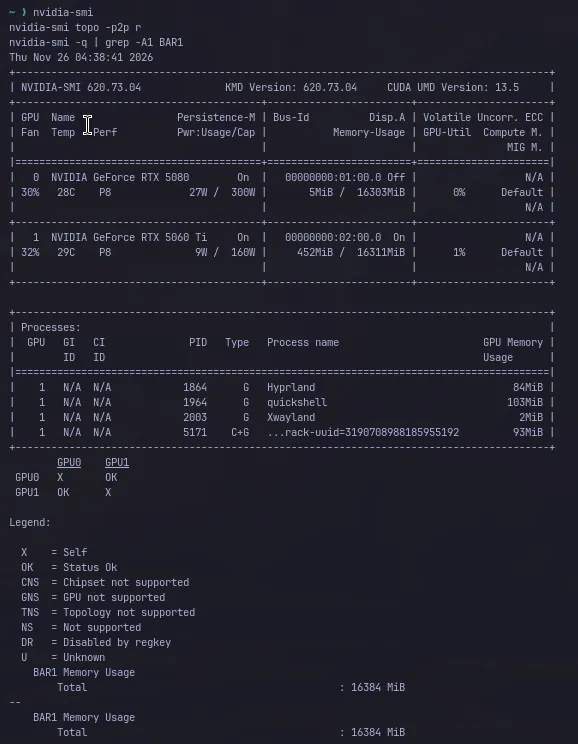 ~ ❯ nvidia-smi
nvidia-smi topo -p2p r
nvidia-smi -q | grep -A1 BAR1
Thu Nov 26 04:38:41 2026
+-----------------------------------------------------------------------------------------+
| NVIDIA-SMI 620.73.04              KMD Version: 620.73.04     CUDA UMD Version: 13.5     |
+-----------------------------------------+------------------------+----------------------+
| GPU  Name                 Persistence-M | Bus-Id          Disp.A | Volatile Uncorr. ECC |
| Fan  Temp   Perf          Pwr:Usage/Cap |           Memory-Usage | GPU-Util  Compute M. |
|                                         |                        |               MIG M. |
|=========================================+========================+======================|
|   0  NVIDIA GeForce RTX 5080        On  |   00000000:01:00.0 Off |                  N/A |
| 30%   28C    P8             27W /  300W |       5MiB /  16303MiB |      0%      Default |
|                                         |                        |                  N/A |
+-----------------------------------------+------------------------+----------------------+
|   1  NVIDIA GeForce RTX 5060 Ti     On  |   00000000:02:00.0  On |                  N/A |
| 32%   29C    P8              9W /  160W |     452MiB /  16311MiB |      1%      Default |
|                                         |                        |                  N/A |
+-----------------------------------------+------------------------+----------------------+

+-----------------------------------------------------------------------------------------+
| Processes:                                                                              |
|  GPU   GI   CI              PID   Type   Process name                        GPU Memory |
|        ID   ID                                                               Usage      |
|=========================================================================================|
|    1   N/A  N/A            1864      G   Hyprland                                 84MiB |
|    1   N/A  N/A            1964      G   quickshell                              103MiB |
|    1   N/A  N/A            2003      G   Xwayland                                  2MiB |
|    1   N/A  N/A            5171    C+G   ...rack-uuid=3190708988185955192         93MiB |
+-----------------------------------------------------------------------------------------+
        GPU0    GPU1
 GPU0   X       OK
 GPU1   OK      X

Legend:

  X    = Self
  OK   = Status Ok
  CNS  = Chipset not supported
  GNS  = GPU not supported
  TNS  = Topology not supported
  NS   = Not supported
  DR   = Disabled by regkey
  U    = Unknown
    BAR1 Memory Usage
        Total                                          : 16384 MiB
--
    BAR1 Memory Usage
        Total                                          : 16384 MiB